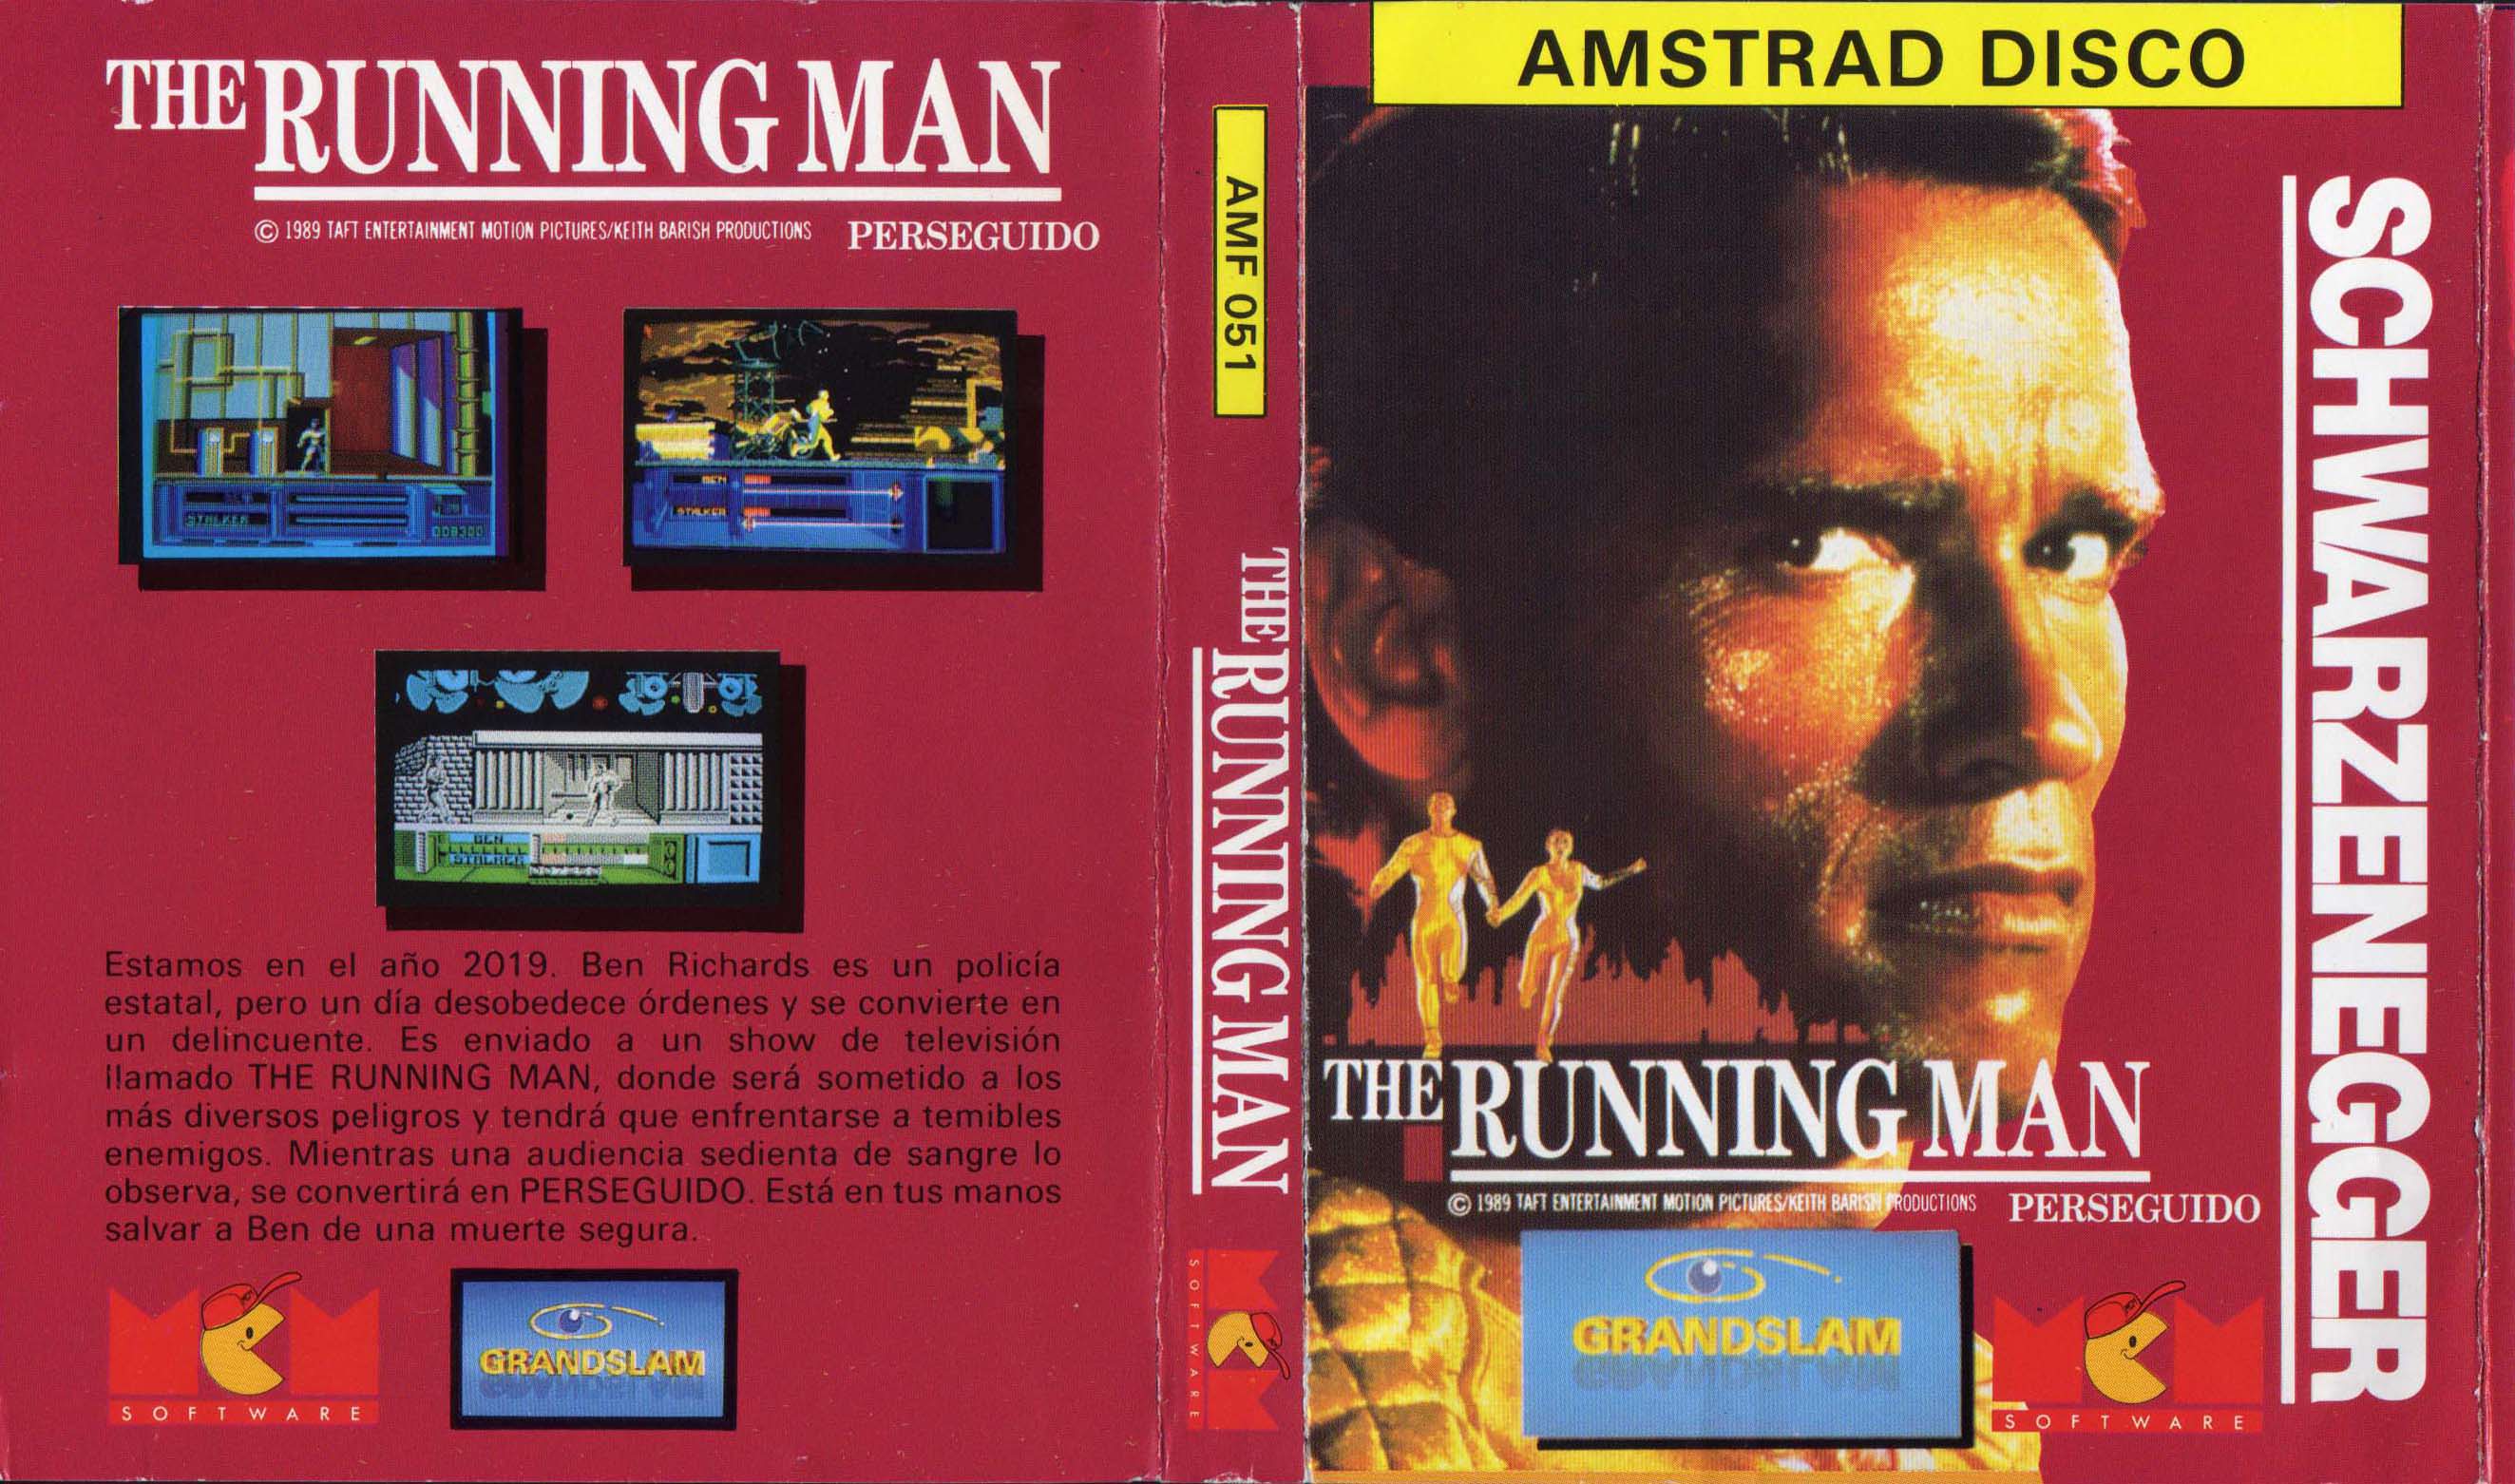 THE RUNNING MAN
© 1989 TAFT ENTERTAINMENT MOTION PICTURES/KEITH BARISH PRODUCTIONS PERSEGUIDO
STALKER
008300
BEN
STALKER
BEN
STALKER
Estamos en el año 2019. Ben Richards es un policía
estatal, pero un día desobedece órdenes y se convierte en
un delincuente. Es enviado a un show de televisión
llamado THE RUNNING MAN, donde será sometido a los
más diversos peligros y tendrá que enfrentarse a temibles
enemigos. Mientras una audiencia sedienta de sangre lo
observa, se convertirá en PERSEGUIDO. Está en tus manos
salvar a Ben de una muerte segura.
MCM
SOFTWARE
GRANDSLAM
AMF 051
THE RUNNING MAN
MCM
SOFTWARE
AMSTRAD DISCO
SCHWARZENEGGER
THE RUNNING MAN
© 1989 TAFT ENTERTAINMENT MOTION PICTURES/KEITH BARISH PRODUCTIONS PERSEGUIDO
GRANDSLAM
MCM
SOFTWARE